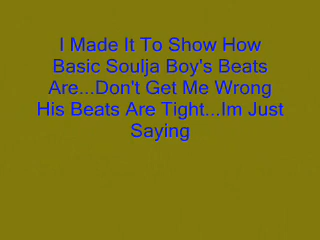 I Made It To Show How
Basic Soulja Boy's Beats
Are...Don't Get Me Wrong
His Beats Are Tight...Im Just
Saying